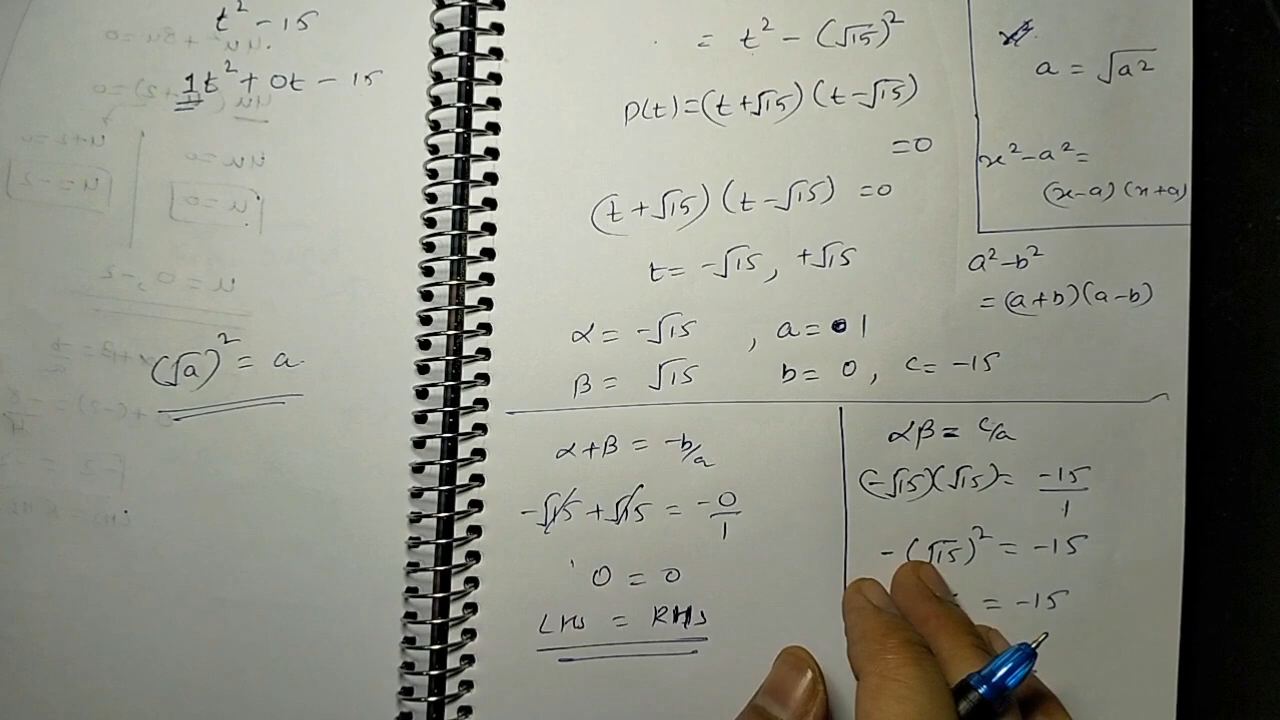 t² - 15
1t² + 0t - 15
(√a)² = a
= t² - (√15)²
P(t) = (t+√15) (t-√15)
= 0
(t+√15) (t-√15) = 0
t = -√15, +√15
α = -√15 , a = 1
β = √15 b = 0, c = -15
a = √a²
x² - a² =
(x-a) (x+a)
a² - b²
= (a+b) (a-b)
α+β = -b/a
-√15 + √15 = -0/1
0 = 0
LHS = RHS
αβ = c/a
(-√15)(√15) = -15/1
-(√15)² = -15
= -15